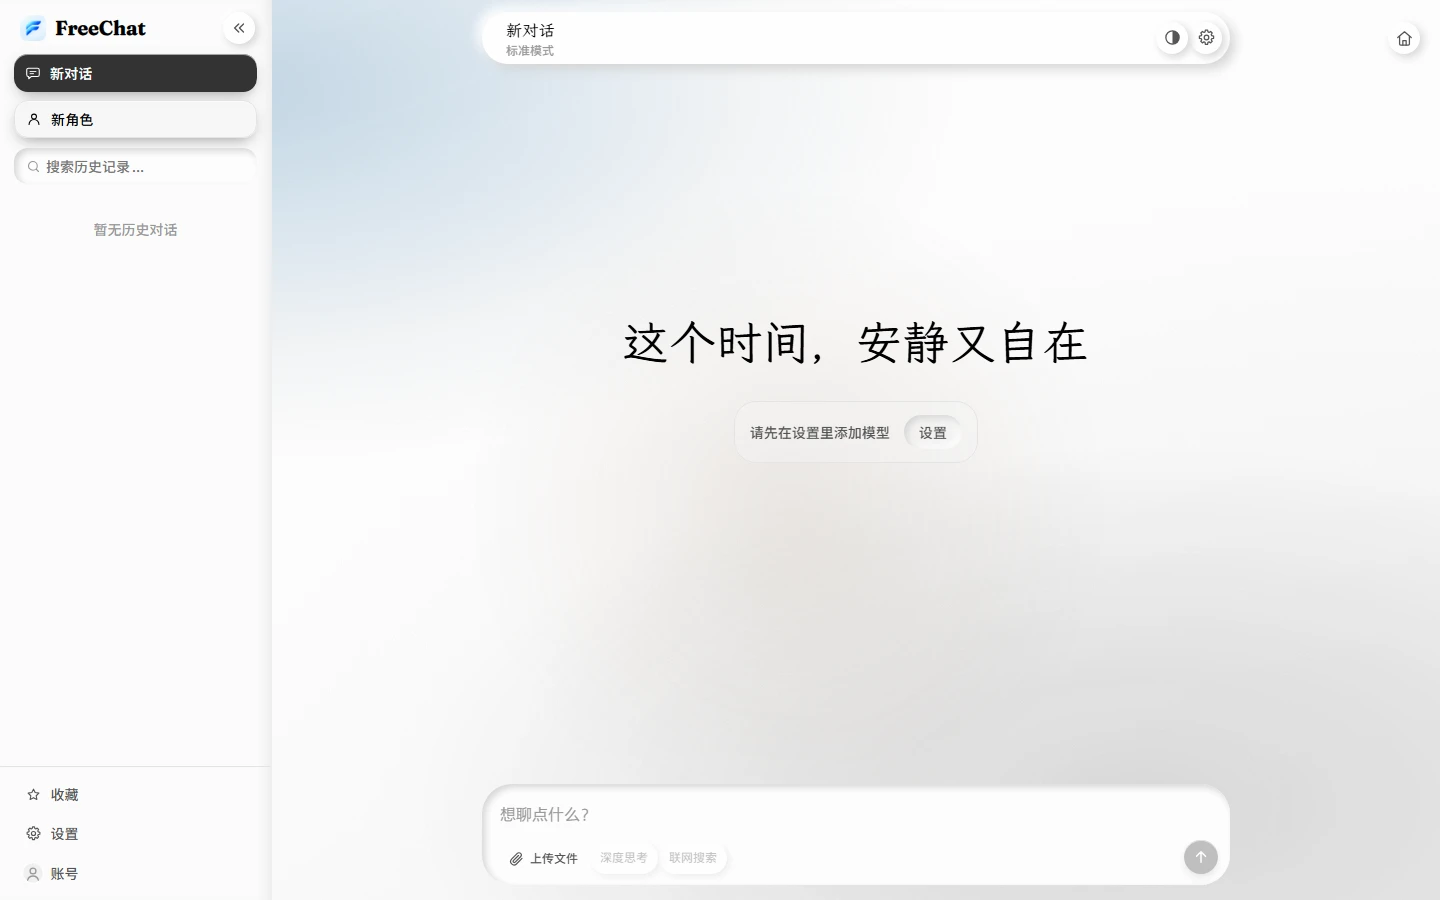 FreeChat
新对话
新角色
搜索历史记录...
暂无历史对话
收藏
设置
账号
新对话
标准模式
这个时间，安静又自在
请先在设置里添加模型 设置
想聊点什么？
上传文件 深度思考 联网搜索